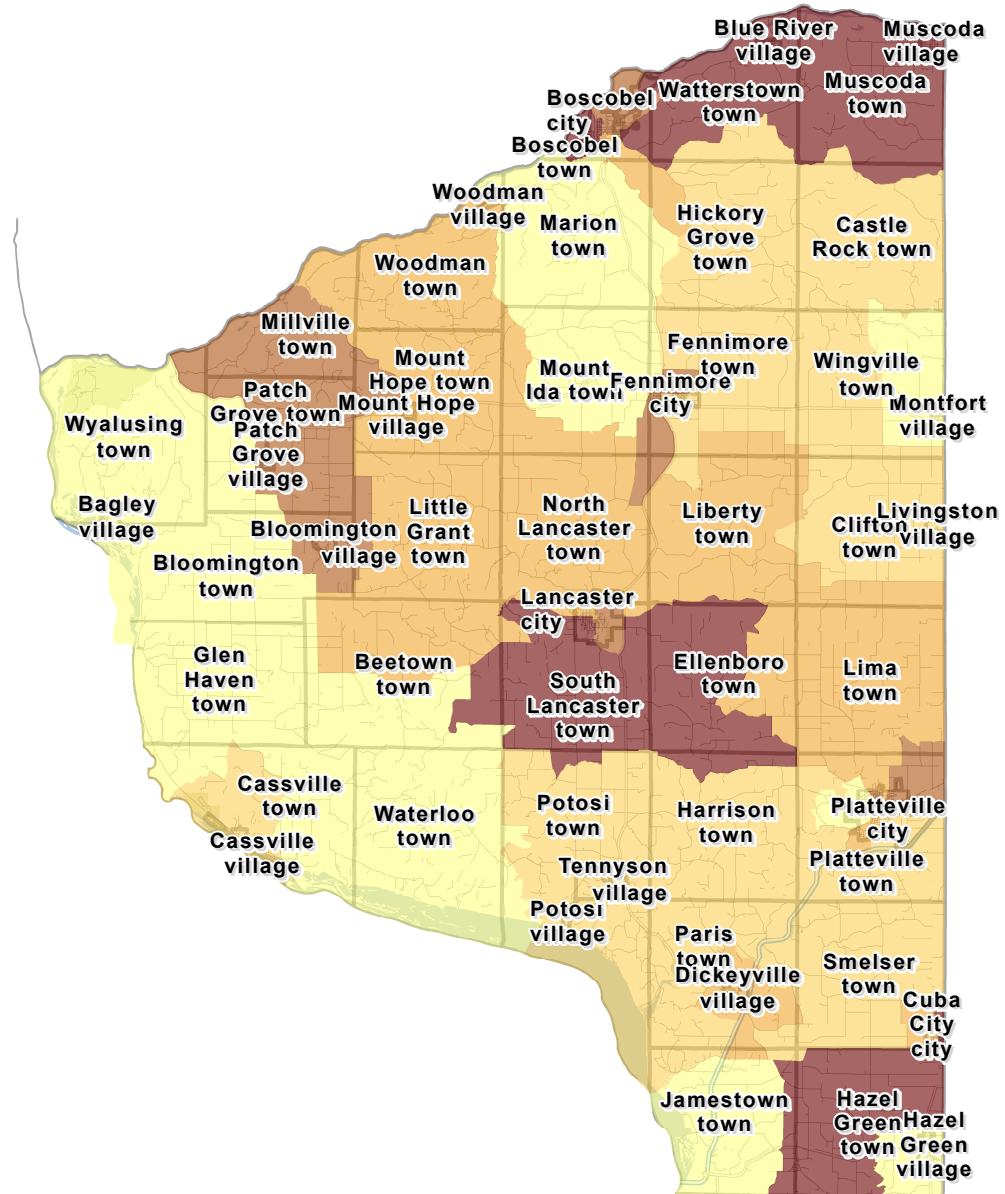 Blue River
village
Muscoda
village
Boscobel
city
Watterstown
town
Muscoda
town
Boscobel
town
Woodman
village
Marion
town
Hickory
Grove
town
Castle
Rock town
Woodman
town
Millville
town
Mount
Hope town
Mount
Ida town
Fennimore
town
Fennimore
city
Wingville
town
Montfort
village
Patch
Grove town
Mount Hope
village
Patch
Grove
village
Wyalusing
town
Bagley
village
Bloomington
village
Little
Grant
town
North
Lancaster
town
Liberty
town
Clifton
town
Livingston
village
Bloomington
town
Lancaster
city
Glen
Haven
town
Beetown
town
South
Lancaster
town
Ellenboro
town
Lima
town
Cassville
town
Cassville
village
Waterloo
town
Potosi
town
Harrison
town
Platteville
city
Platteville
town
Tennyson
village
Potosi
village
Paris
town
Dickeyville
village
Smelser
town
Cuba
City
city
Jamestown
town
Hazel
Green
town
Hazel
Green
village